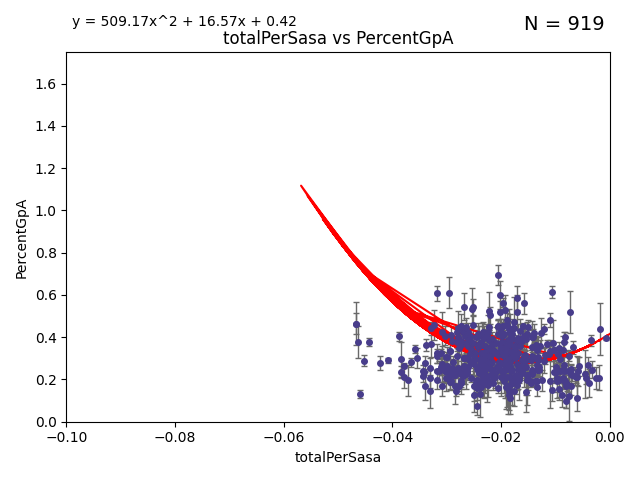 y = 509.17x^2 + 16.57x + 0.42
N = 919
totalPerSasa vs PercentGpA
1.6
1.4
1.2
1.0
0.8
0.6
0.4
0.2
0.0
PercentGpA
−0.10 −0.08 −0.06 −0.04 −0.02 0.00
totalPerSasa